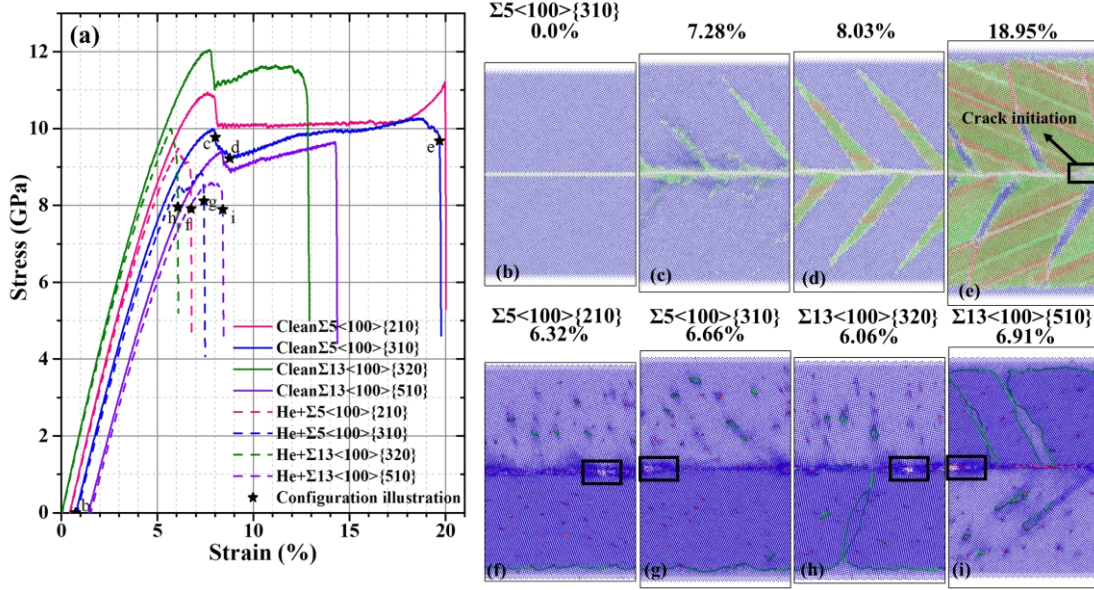 (a)
Stress (GPa)
12
10
8
6
4
2
0
0
5
10
15
20
Strain (%)
b
c
d
e
f
g
h
i
Clean Σ5<100>{210}
Clean Σ5<100>{310}
Clean Σ13<100>{320}
Clean Σ13<100>{510}
He+Σ5<100>{210}
He+Σ5<100>{310}
He+Σ13<100>{320}
He+Σ13<100>{510}
Configuration illustration
Σ5<100>{310}
0.0%
7.28%
8.03%
18.95%
Crack initiation
(b)
(c)
(d)
(e)
Σ5<100>{210}
6.32%
Σ5<100>{310}
6.66%
Σ13<100>{320}
6.06%
Σ13<100>{510}
6.91%
(f)
(g)
(h)
(i)